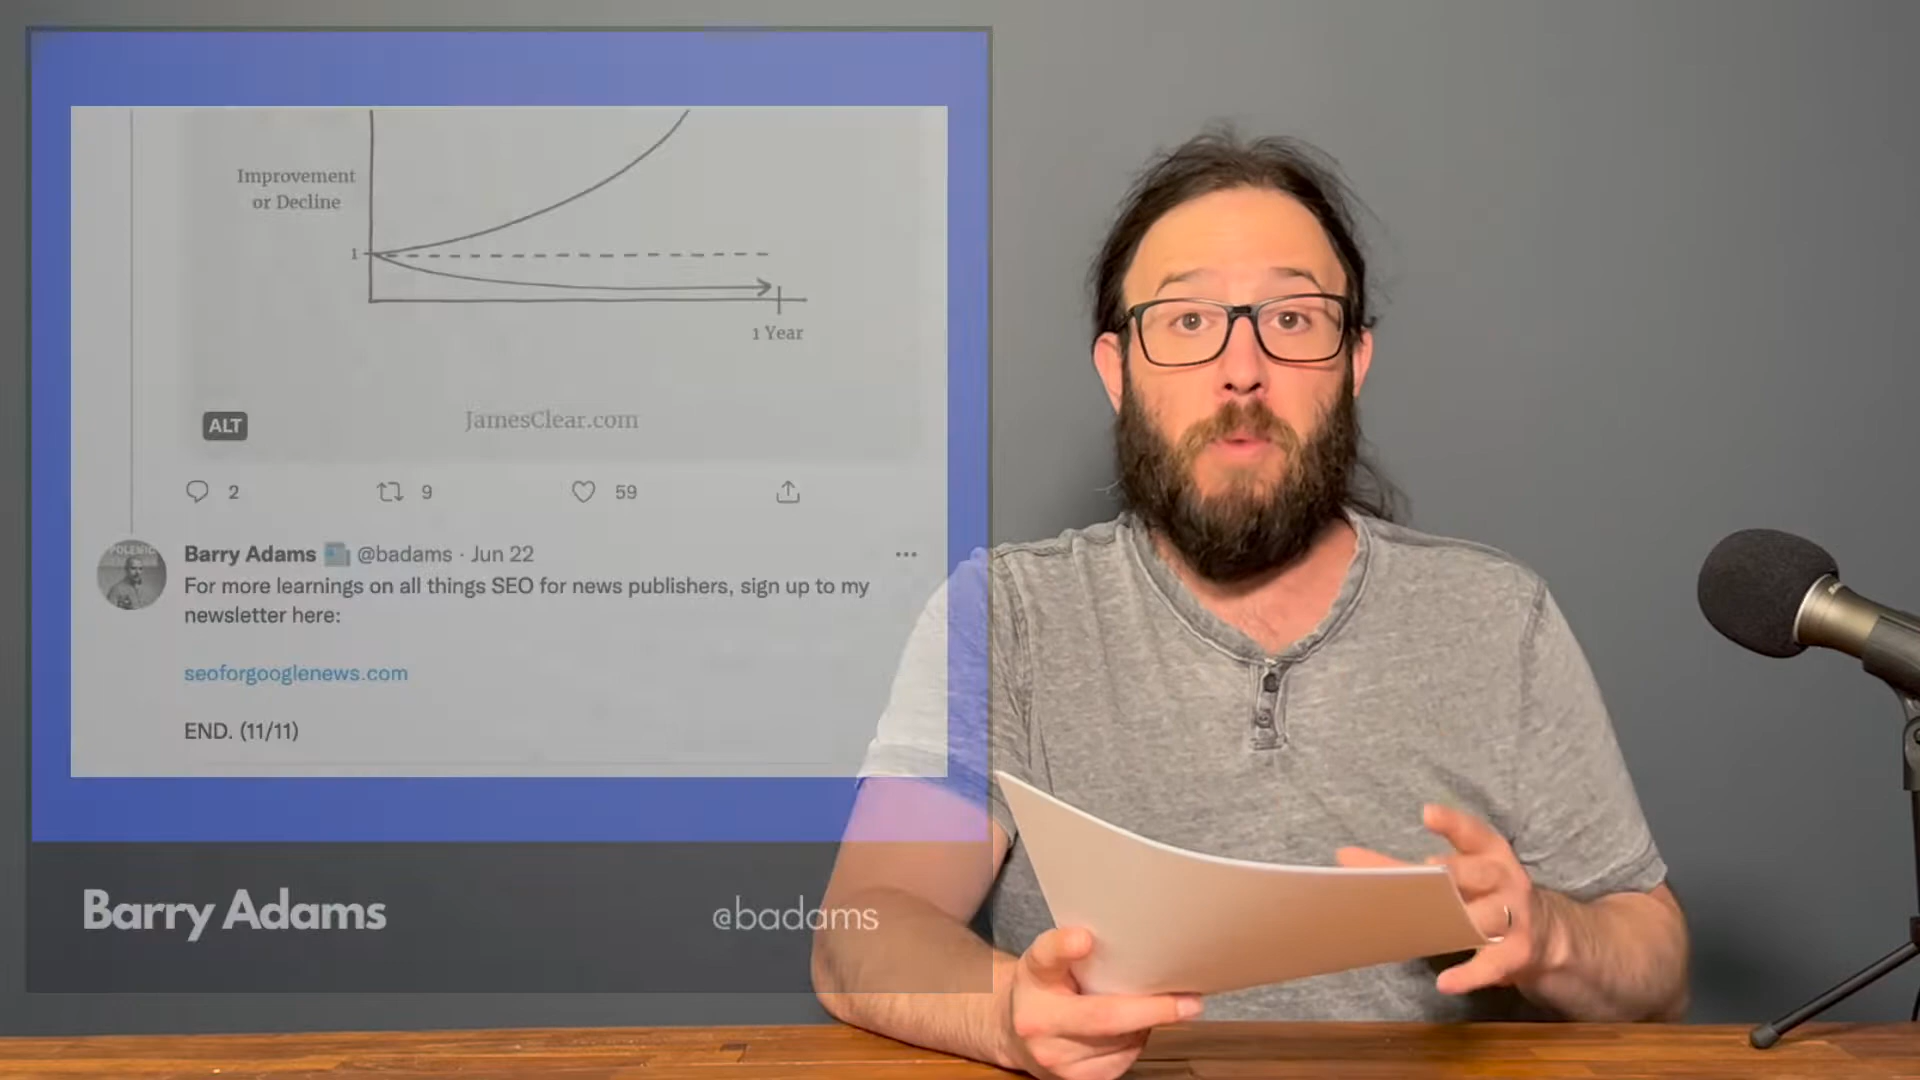 Improvement
or Decline
1
1 Year
JamesClear.com
ALT
2 9 59
POLEMIC
Barry Adams @badams · Jun 22
For more learnings on all things SEO for news publishers, sign up to my
newsletter here:
seoforgooglenews.com
END. (11/11)
Barry Adams @badams